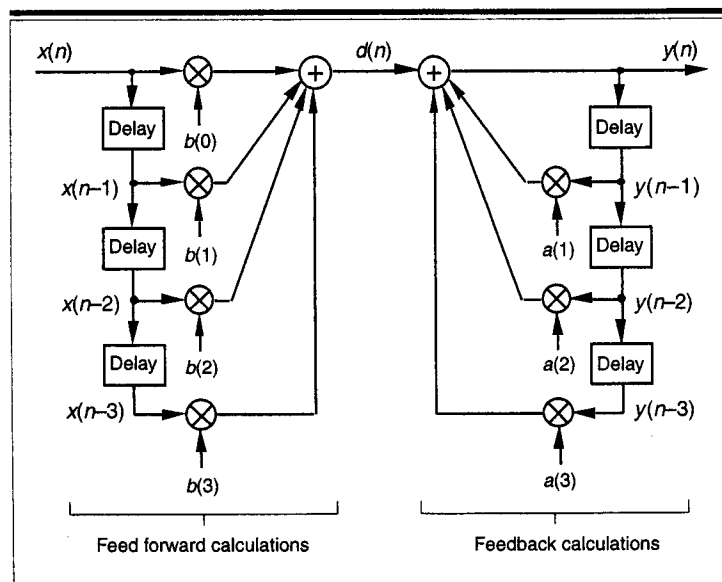 x(n)
d(n)
y(n)
Delay
b(0)
Delay
x(n–1)
y(n–1)
b(1)
a(1)
Delay
Delay
x(n–2)
y(n–2)
b(2)
a(2)
Delay
Delay
x(n–3)
y(n–3)
b(3)
a(3)
Feed forward calculations
Feedback calculations